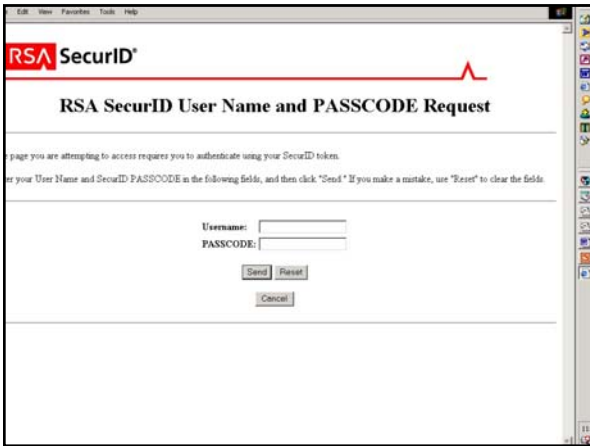 Edit View Favorites Tools Help
RSA SecurID®
RSA SecurID User Name and PASSCODE Request
page you are attempting to access requires you to authenticate using your SecurID token.
er your User Name and SecurID PASSCODE in the following fields, and then click "Send." If you make a mistake, use "Reset" to clear the fields.
Username:
PASSCODE:
Send Reset
Cancel